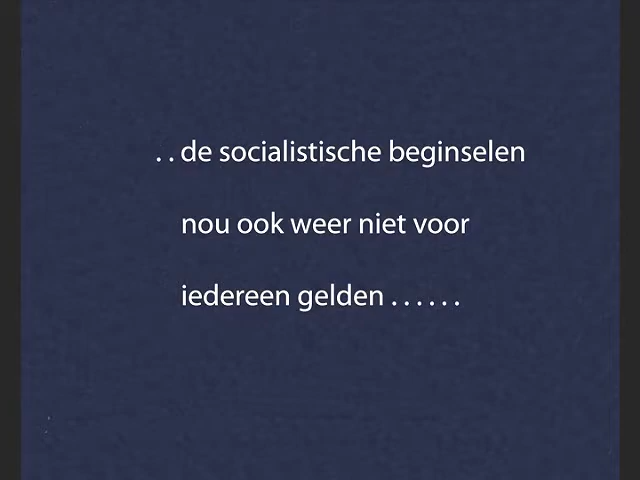 . . de socialistische beginselen
nou ook weer niet voor
iedereen gelden . . . . . .